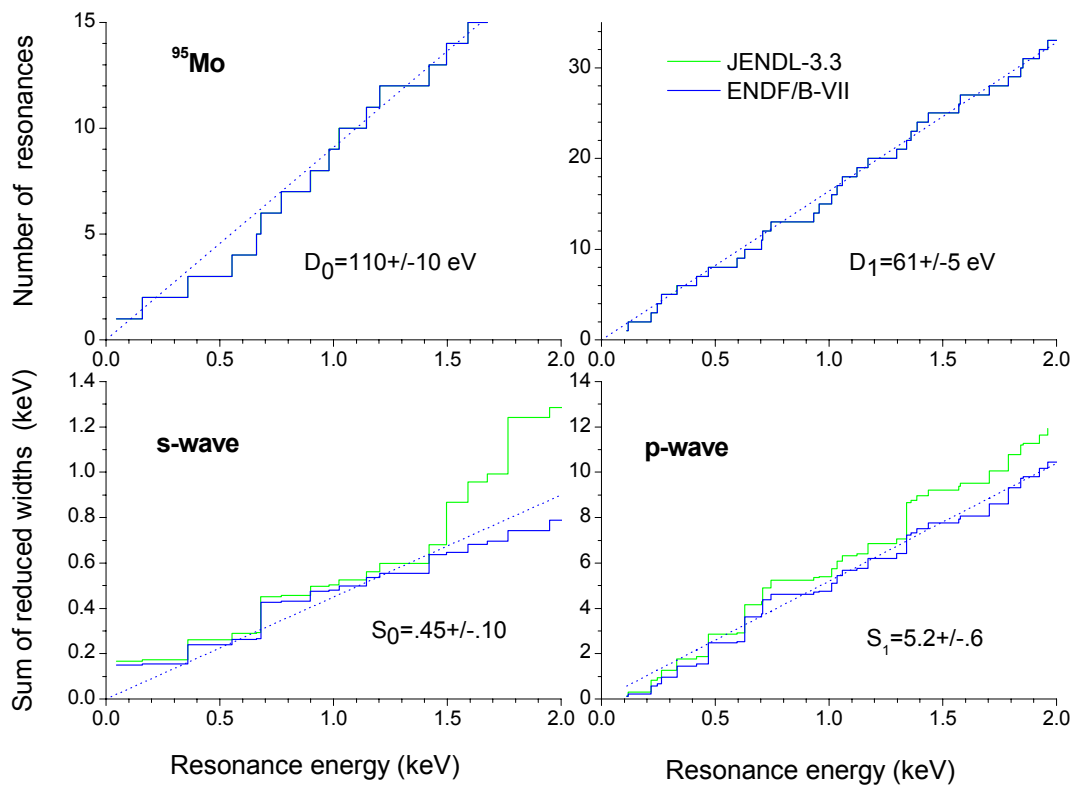 ⁹⁵Mo
Number of resonances
15
10
5
0
D₀=110+/-10 eV
0.0 0.5 1.0 1.5 2.0
JENDL-3.3
ENDF/B-VII
30
20
10
0
D₁=61+/-5 eV
0.0 0.5 1.0 1.5 2.0
s-wave
Sum of reduced widths (keV)
1.4
1.2
1.0
0.8
0.6
0.4
0.2
0.0
S₀=.45+/-.10
0.0 0.5 1.0 1.5 2.0
Resonance energy (keV)
p-wave
14
12
10
8
6
4
2
0
S₁=5.2+/-.6
0.0 0.5 1.0 1.5 2.0
Resonance energy (keV)